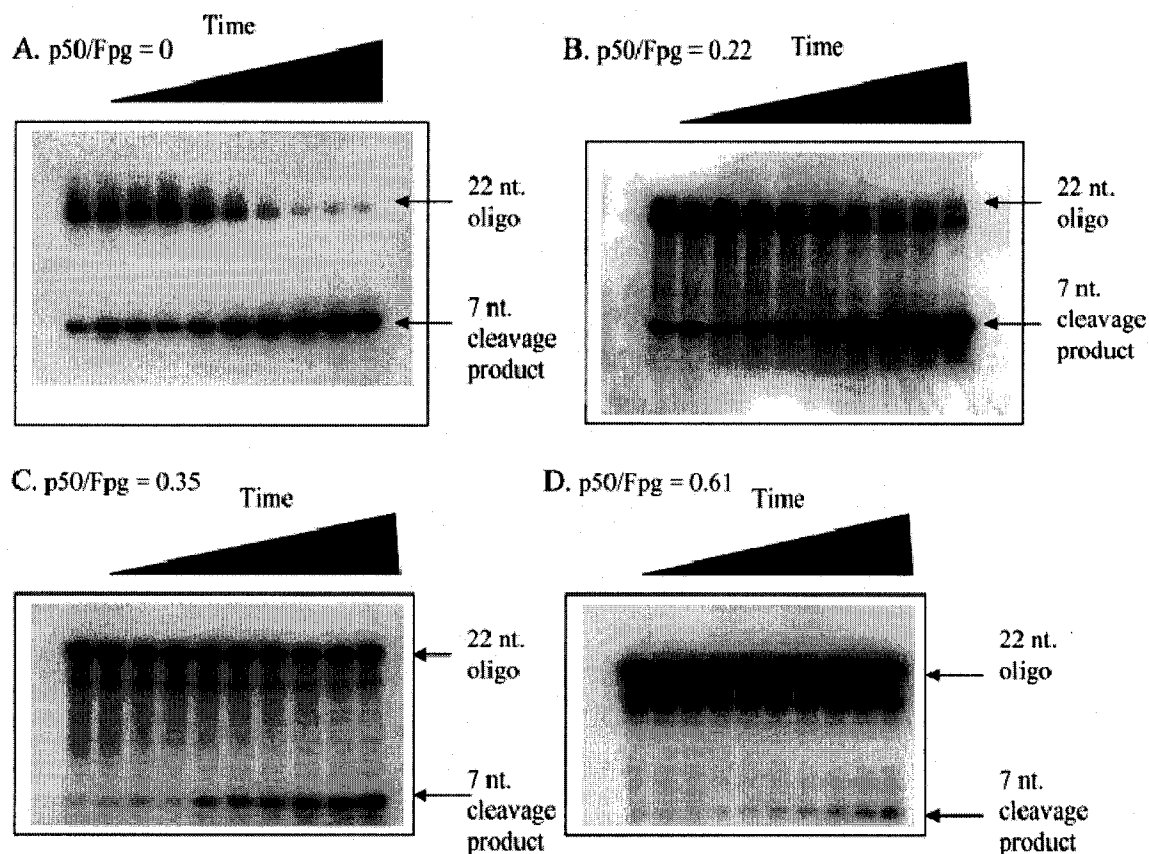 A. p50/Fpg = 0
Time
22 nt.
oligo
7 nt.
cleavage
product
B. p50/Fpg = 0.22
Time
22 nt.
oligo
7 nt.
cleavage
product
C. p50/Fpg = 0.35
Time
22 nt.
oligo
7 nt.
cleavage
product
D. p50/Fpg = 0.61
Time
22 nt.
oligo
7 nt.
cleavage
product